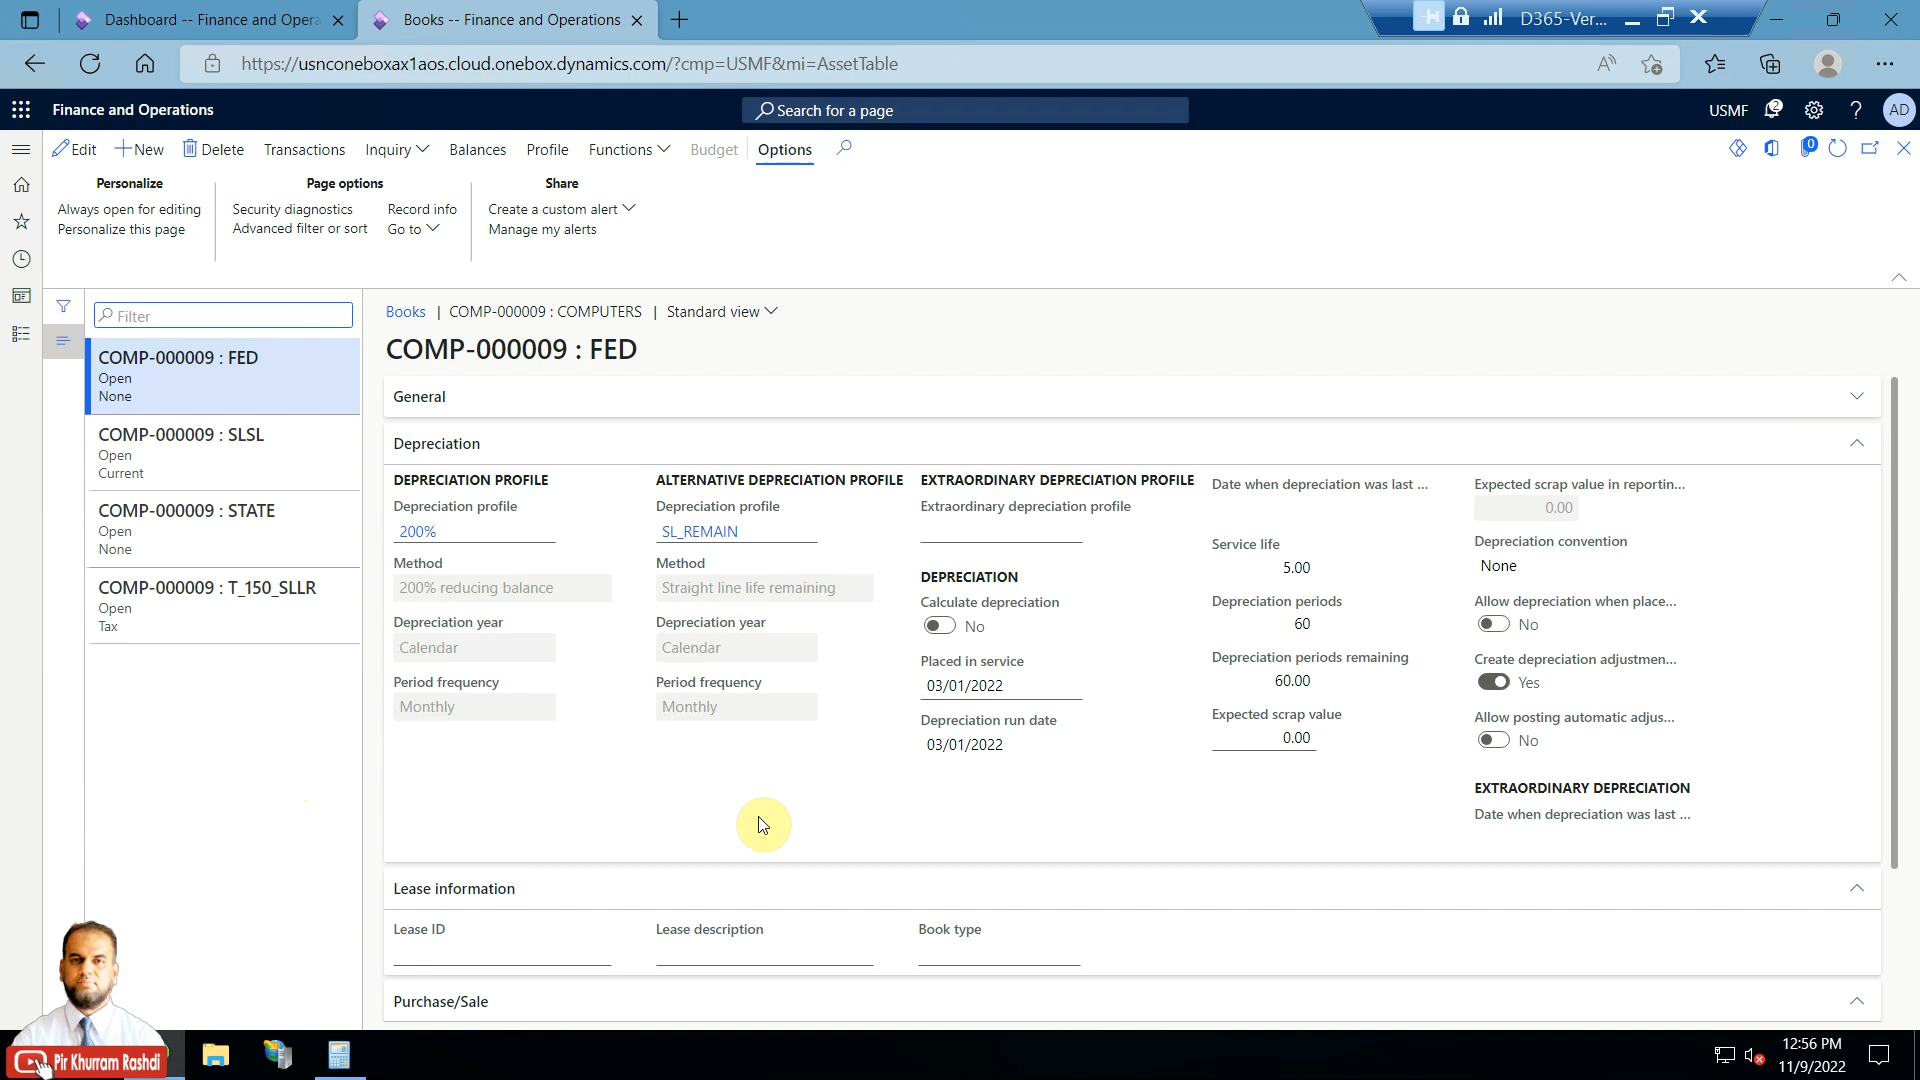 Dashboard -- Finance and Opera
Books -- Finance and Operations
D365-Ver...
https://usnconeboxax1aos.cloud.onebox.dynamics.com/?cmp=USMF&mi=AssetTable
Finance and Operations
Search for a page
USMF
2
?
AD
Edit
New
Delete
Transactions
Inquiry
Balances
Profile
Functions
Budget
Options
0
Personalize
Always open for editing
Personalize this page
Page options
Security diagnostics
Advanced filter or sort
Record info
Go to
Share
Create a custom alert
Manage my alerts
Filter
COMP-000009 : FED
Open
None
COMP-000009 : SLSL
Open
Current
COMP-000009 : STATE
Open
None
COMP-000009 : T_150_SLLR
Open
Tax
Books | COMP-000009 : COMPUTERS | Standard view
COMP-000009 : FED
General
Depreciation
DEPRECIATION PROFILE
Depreciation profile
200%
Method
200% reducing balance
Depreciation year
Calendar
Period frequency
Monthly
ALTERNATIVE DEPRECIATION PROFILE
Depreciation profile
SL_REMAIN
Method
Straight line life remaining
Depreciation year
Calendar
Period frequency
Monthly
EXTRAORDINARY DEPRECIATION PROFILE
Extraordinary depreciation profile
DEPRECIATION
Calculate depreciation
No
Placed in service
03/01/2022
Depreciation run date
03/01/2022
Date when depreciation was last ...
Service life
5.00
Depreciation periods
60
Depreciation periods remaining
60.00
Expected scrap value
0.00
Expected scrap value in reportin...
0.00
Depreciation convention
None
Allow depreciation when place...
No
Create depreciation adjustmen...
Yes
Allow posting automatic adjus...
No
EXTRAORDINARY DEPRECIATION
Date when depreciation was last ...
Lease information
Lease ID
Lease description
Book type
Purchase/Sale
Pir Khurram Rashdi
12:56 PM
11/9/2022